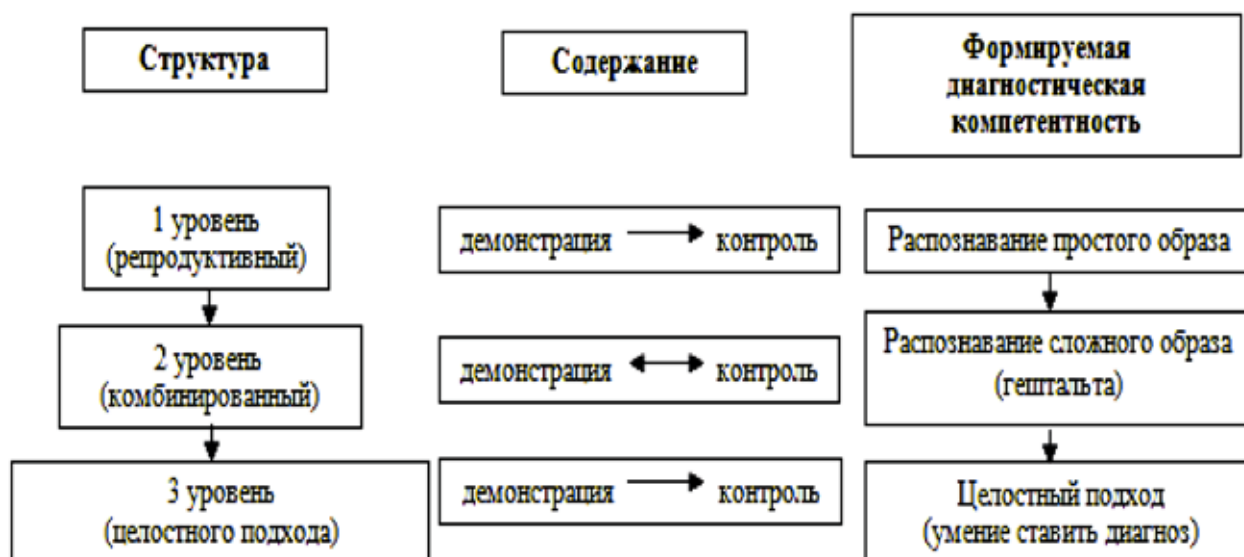 Структура
Содержание
Формируемая
диагностическая
компетентность
1 уровень
(репродуктивный)
демонстрация → контроль
Распознавание простого образа
2 уровень
(комбинированный)
демонстрация ↔ контроль
Распознавание сложного образа
(гештальта)
3 уровень
(целостного подхода)
демонстрация → контроль
Целостный подход
(умение ставить диагноз)